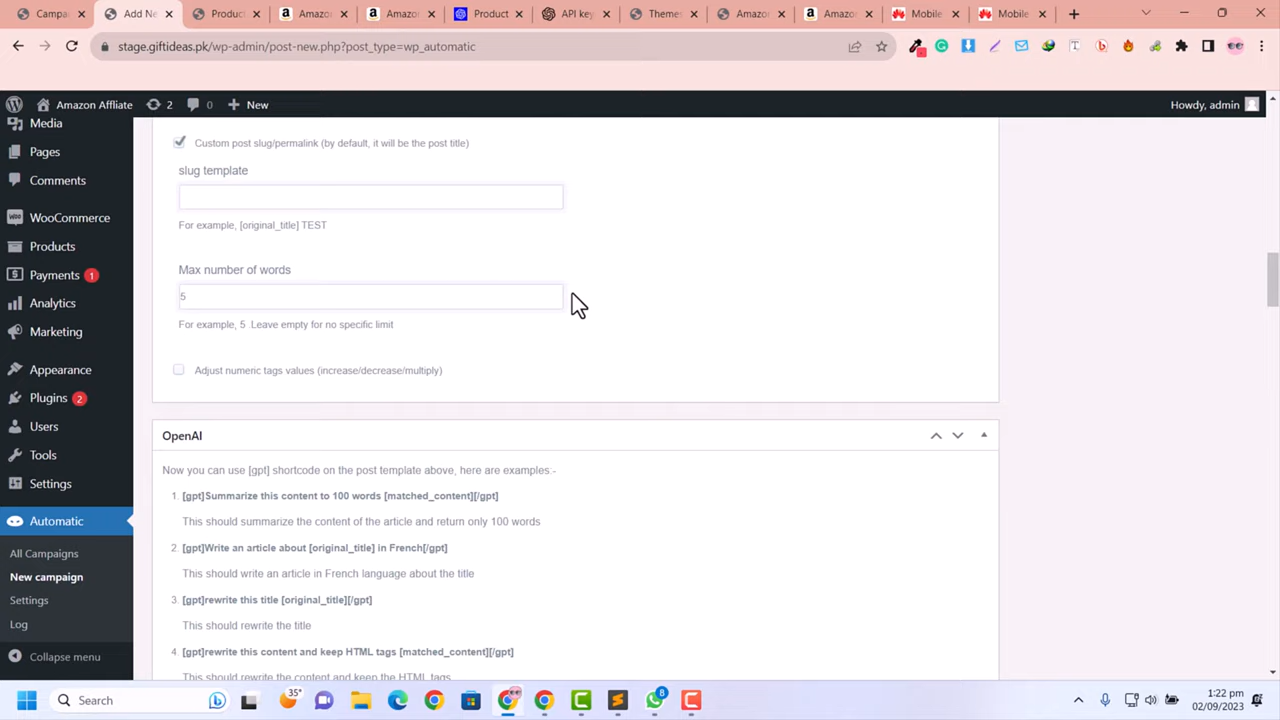 Campa
Add Ne
Produc
Amazo
Amazo
Product
API key
Themes
Amazo
Amazo
Mobile
Mobile
stage.giftideas.pk/wp-admin/post-new.php?post_type=wp_automatic
Amazon Affliate
2
0
New
Howdy, admin
Media
Pages
Comments
WooCommerce
Products
Payments 1
Analytics
Marketing
Appearance
Plugins 2
Users
Tools
Settings
Automatic
All Campaigns
New campaign
Settings
Log
Collapse menu
Custom post slug/permalink (by default, it will be the post title)
slug template
For example, [original_title] TEST
Max number of words
5
For example, 5 .Leave empty for no specific limit
Adjust numeric tags values (increase/decrease/multiply)
OpenAI
Now you can use [gpt] shortcode on the post template above, here are examples:-
1. [gpt]Summarize this content to 100 words [matched_content][/gpt]
This should summarize the content of the article and return only 100 words
2. [gpt]Write an article about [original_title] in French[/gpt]
This should write an article in French language about the title
3. [gpt]rewrite this title [original_title][/gpt]
This should rewrite the title
4. [gpt]rewrite this content and keep HTML tags [matched_content][/gpt]
This should rewrite the content and keep the HTML tags
Search
35°
8
1:22 pm
02/09/2023